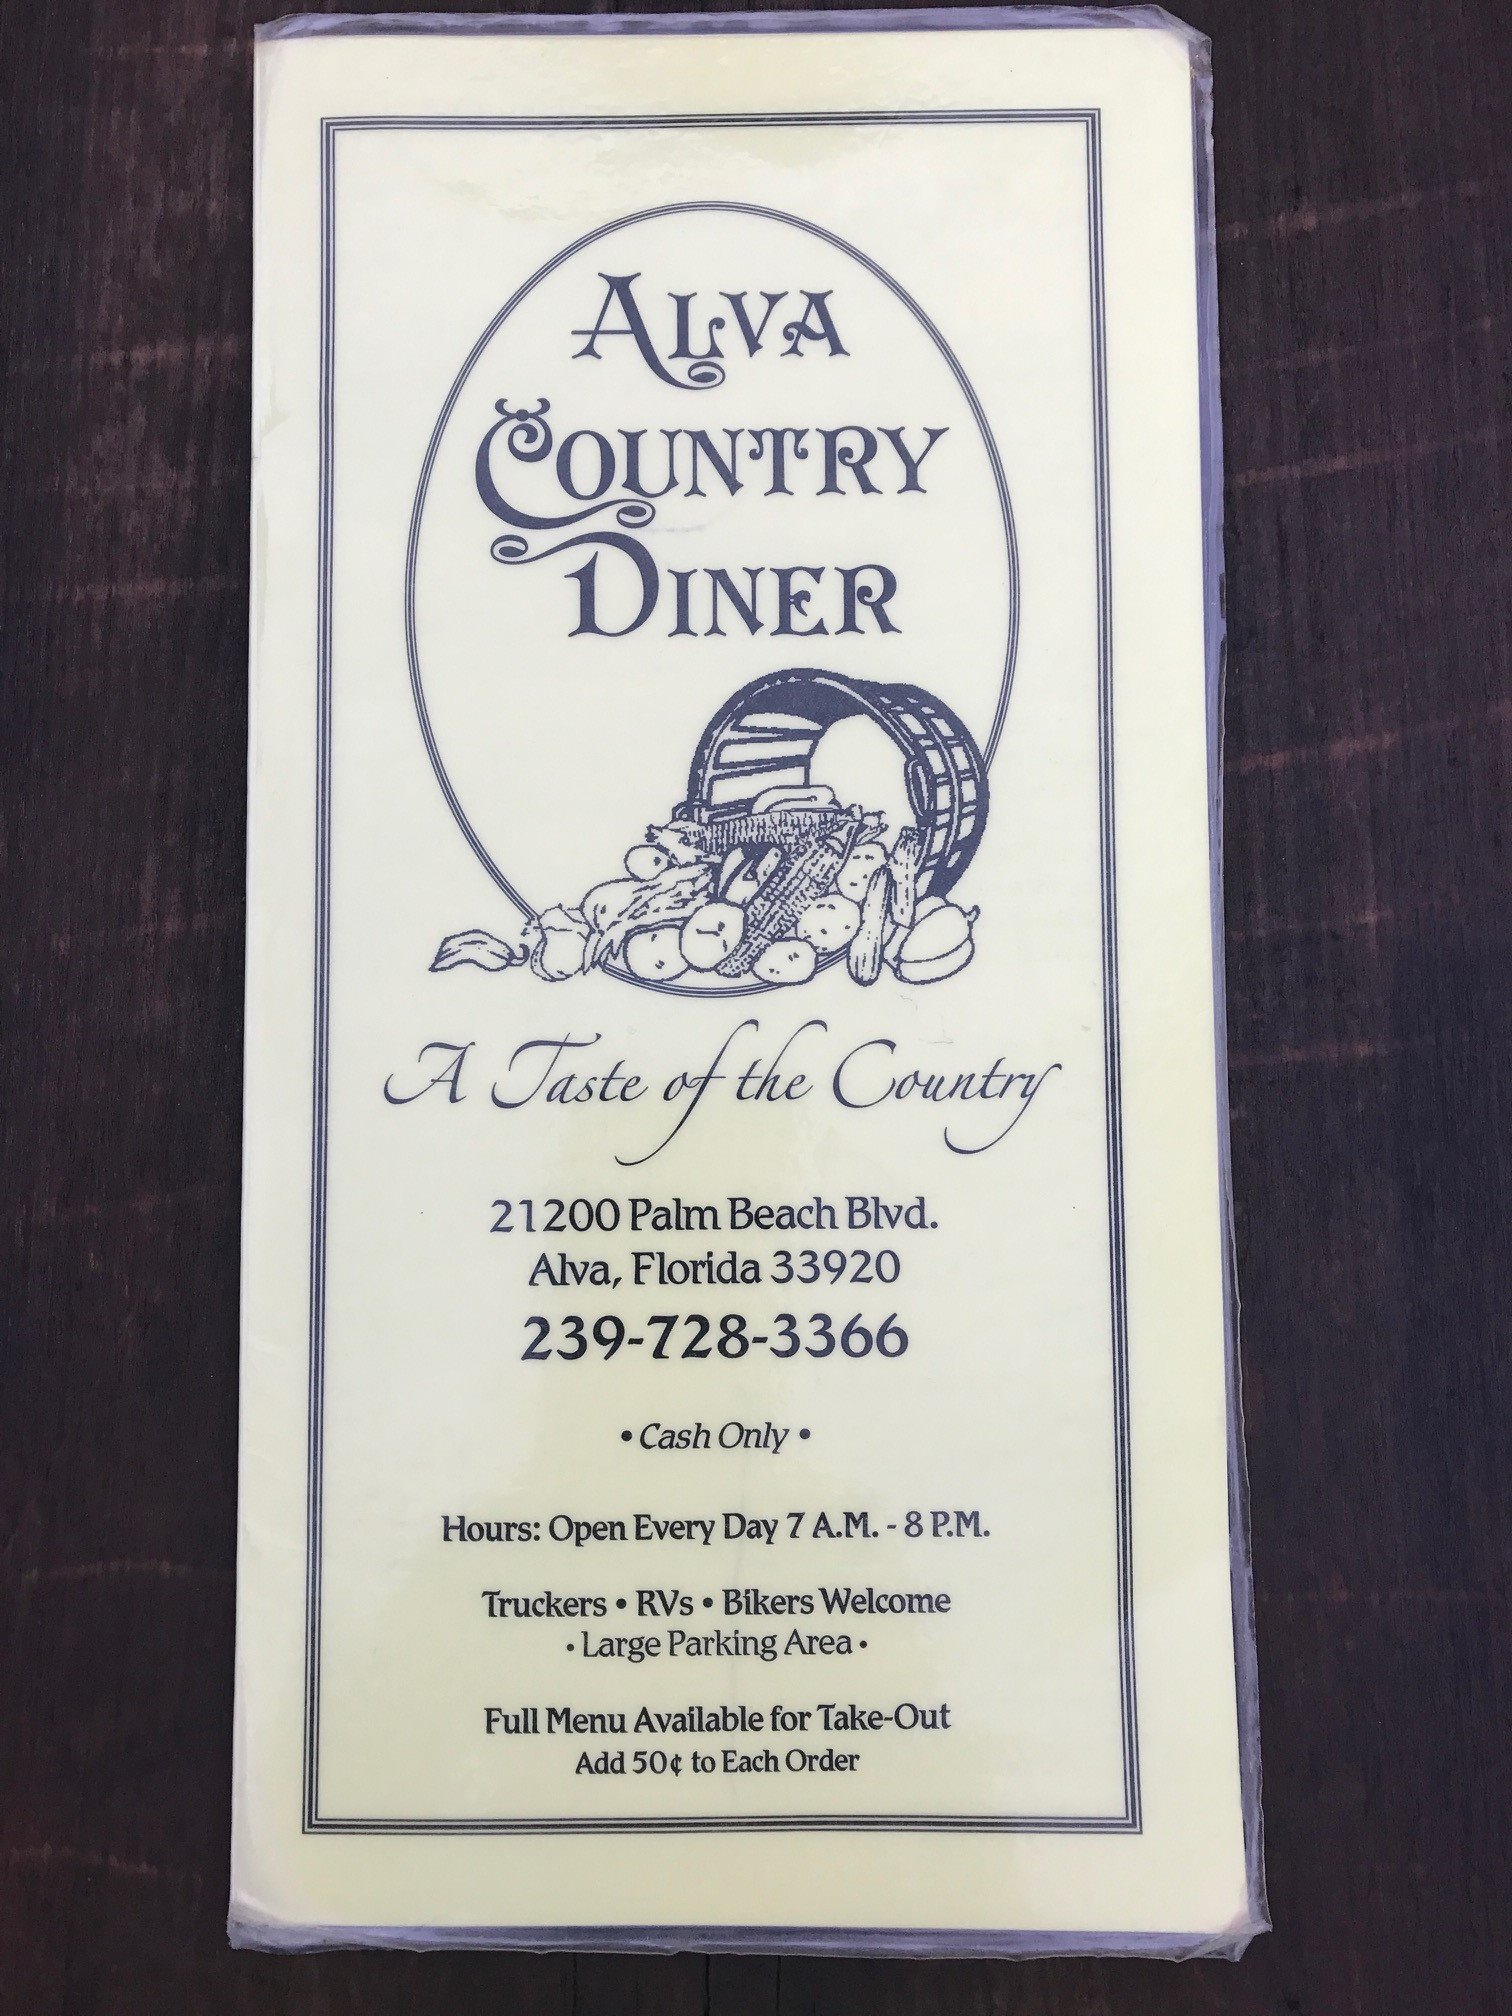 ALVA
COUNTRY
DINER
A Taste of the Country
21200 Palm Beach Blvd.
Alva, Florida 33920
239-728-3366
• Cash Only •
Hours: Open Every Day 7 A.M. - 8 P.M.
Truckers • RVs • Bikers Welcome
• Large Parking Area •
Full Menu Available for Take-Out
Add 50¢ to Each Order